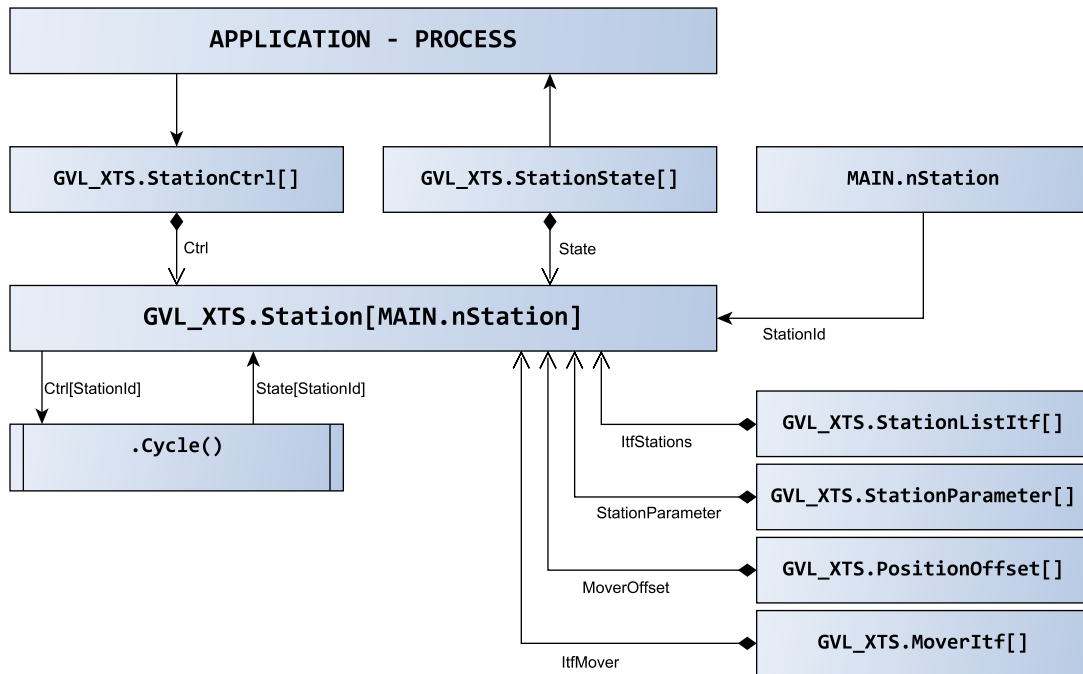 APPLICATION - PROCESS
GVL_XTS.StationCtrl[]
GVL_XTS.StationState[]
MAIN.nStation
Ctrl
State
GVL_XTS.Station[MAIN.nStation]
StationId
Ctrl[StationId]
State[StationId]
.Cycle()
GVL_XTS.StationListItf[]
ItfStations
GVL_XTS.StationParameter[]
StationParameter
GVL_XTS.PositionOffset[]
MoverOffset
GVL_XTS.MoverItf[]
ItfMover